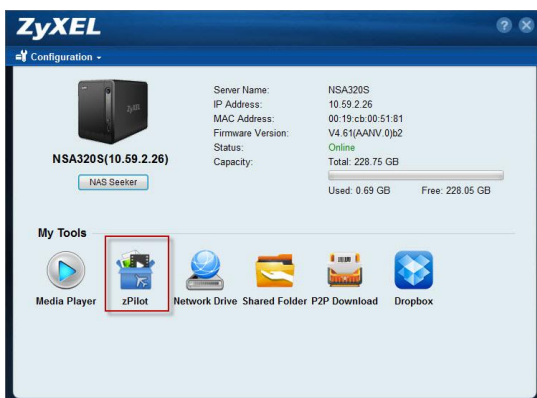 ZyXEL
Configuration
Server Name: NSA320S
IP Address: 10.59.2.26
MAC Address: 00:19:cb:00:51:81
Firmware Version: V4.61(AANV.0)b2
Status: Online
Capacity: Total: 228.75 GB
Used: 0.69 GB Free: 228.05 GB
ZyXEL
NSA320S(10.59.2.26)
NAS Seeker
My Tools
Media Player zPilot Network Drive Shared Folder P2P Download Dropbox